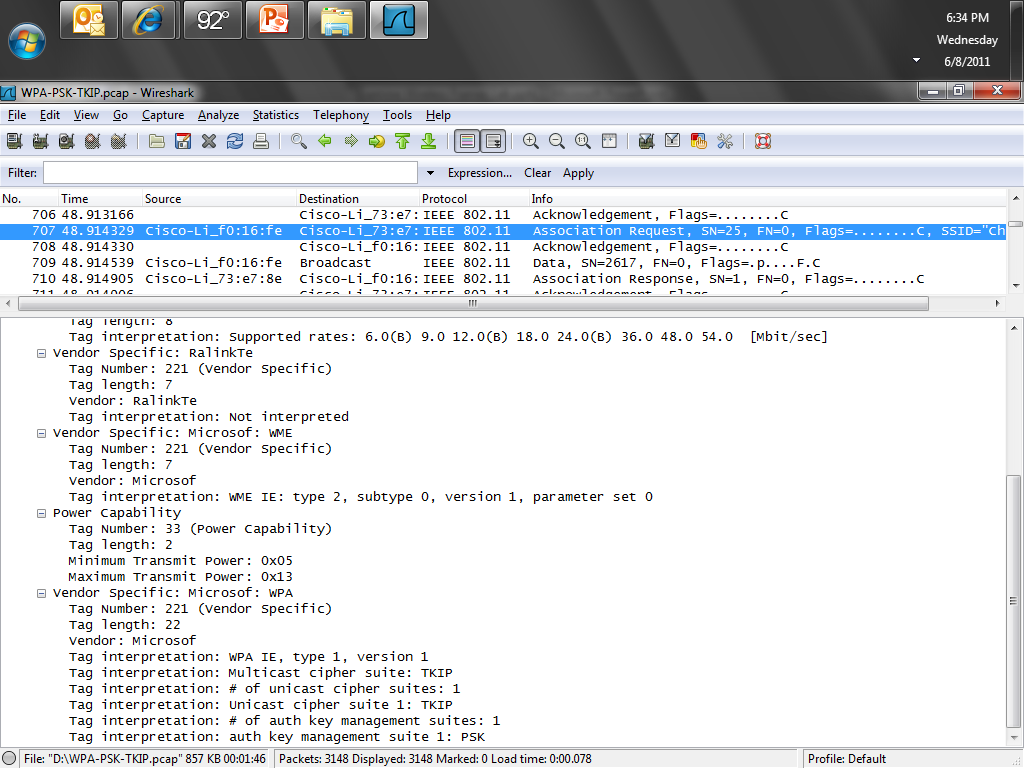 92°
6:34 PM
Wednesday
6/8/2011
WPA-PSK-TKIP.pcap - Wireshark
File Edit View Go Capture Analyze Statistics Telephony Tools Help
Filter: Expression... Clear Apply
No. Time Source Destination Protocol Info
706 48.913166 Cisco-Li_73:e7: IEEE 802.11 Acknowledgement, Flags=........C
707 48.914329 Cisco-Li_f0:16:fe Cisco-Li_73:e7: IEEE 802.11 Association Request, SN=25, FN=0, Flags=........C, SSID="Ch
708 48.914330 Cisco-Li_f0:16: IEEE 802.11 Acknowledgement, Flags=........C
709 48.914539 Cisco-Li_f0:16:fe Broadcast IEEE 802.11 Data, SN=2617, FN=0, Flags=.p....F.C
710 48.914905 Cisco-Li_73:e7:8e Cisco-Li_f0:16: IEEE 802.11 Association Response, SN=1, FN=0, Flags=........C
711 48.914906 Cisco-Li_73:e7: IEEE 802.11 Acknowledgement, Flags=........C
Tag length: 8
Tag interpretation: Supported rates: 6.0(B) 9.0 12.0(B) 18.0 24.0(B) 36.0 48.0 54.0 [Mbit/sec]
Vendor Specific: RalinkTe
Tag Number: 221 (Vendor Specific)
Tag length: 7
Vendor: RalinkTe
Tag interpretation: Not interpreted
Vendor Specific: Microsof: WME
Tag Number: 221 (Vendor Specific)
Tag length: 7
Vendor: Microsof
Tag interpretation: WME IE: type 2, subtype 0, version 1, parameter set 0
Power Capability
Tag Number: 33 (Power Capability)
Tag length: 2
Minimum Transmit Power: 0x05
Maximum Transmit Power: 0x13
Vendor Specific: Microsof: WPA
Tag Number: 221 (Vendor Specific)
Tag length: 22
Vendor: Microsof
Tag interpretation: WPA IE, type 1, version 1
Tag interpretation: Multicast cipher suite: TKIP
Tag interpretation: # of unicast cipher suites: 1
Tag interpretation: Unicast cipher suite 1: TKIP
Tag interpretation: # of auth key management suites: 1
Tag interpretation: auth key management suite 1: PSK
File: "D:\WPA-PSK-TKIP.pcap" 857 KB 00:01:46 Packets: 3148 Displayed: 3148 Marked: 0 Load time: 0:00.078 Profile: Default